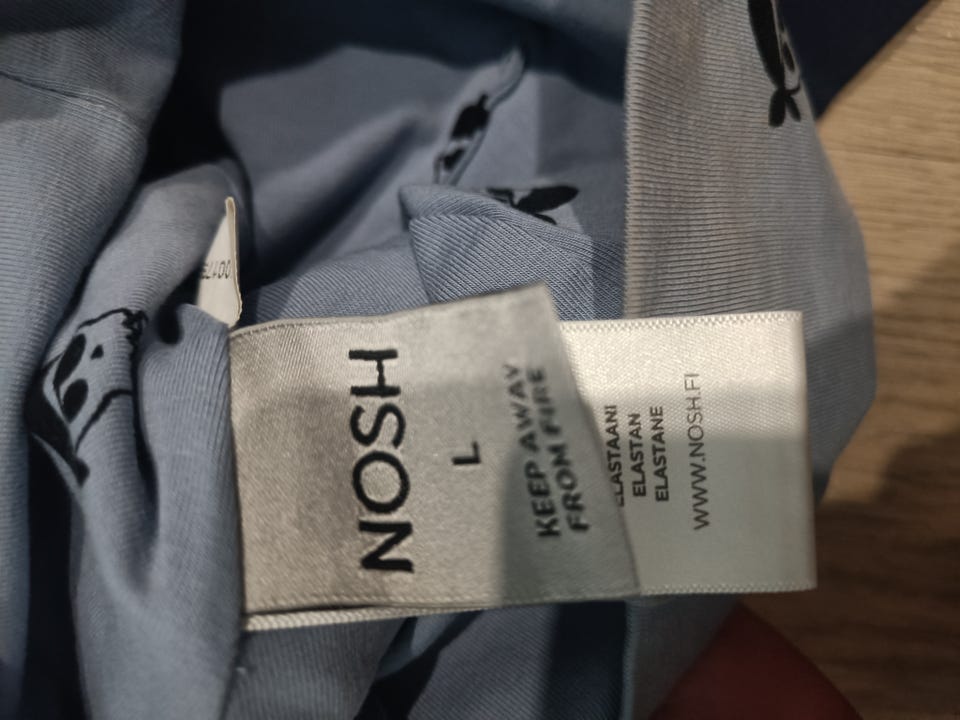 NOSH
L
KEEP AWAY
FROM FIRE
ELASTAANI
ELASTAN
ELASTANE
WWW.NOSH.FI